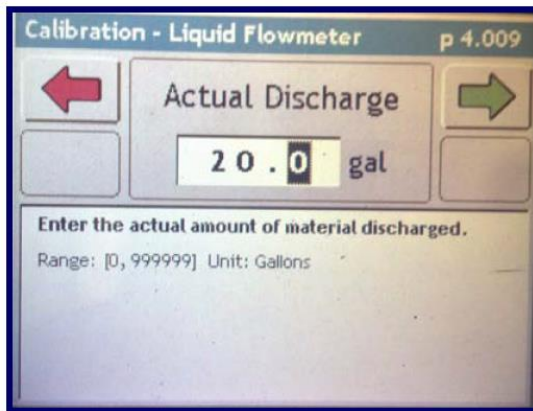 Calibration - Liquid Flowmeter p 4.009
Actual Discharge
20.0 gal
Enter the actual amount of material discharged.
Range: [0, 999999] Unit: Gallons